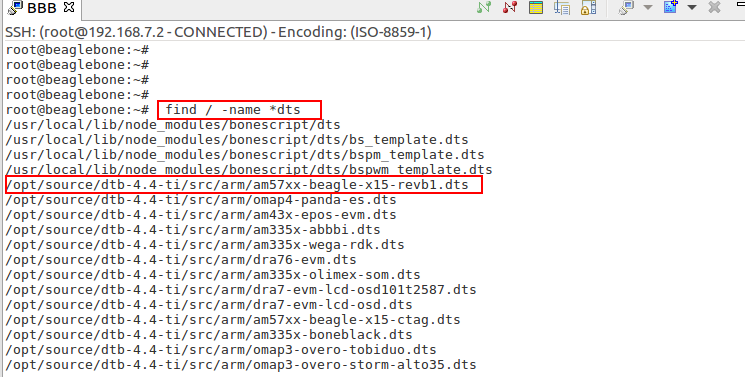 BBB
SSH: (root@192.168.7.2 - CONNECTED) - Encoding: (ISO-8859-1)
root@beaglebone:~#
root@beaglebone:~#
root@beaglebone:~#
root@beaglebone:~#
root@beaglebone:~# find / -name *dts
/usr/local/lib/node_modules/bonescript/dts
/usr/local/lib/node_modules/bonescript/dts/bs_template.dts
/usr/local/lib/node_modules/bonescript/dts/bspm_template.dts
/usr/local/lib/node_modules/bonescript/dts/bspwm_template.dts
/opt/source/dtb-4.4-ti/src/arm/am57xx-beagle-x15-revb1.dts
/opt/source/dtb-4.4-ti/src/arm/omap4-panda-es.dts
/opt/source/dtb-4.4-ti/src/arm/am43x-epos-evm.dts
/opt/source/dtb-4.4-ti/src/arm/am335x-abbbi.dts
/opt/source/dtb-4.4-ti/src/arm/am335x-wega-rdk.dts
/opt/source/dtb-4.4-ti/src/arm/dra76-evm.dts
/opt/source/dtb-4.4-ti/src/arm/am335x-olimex-som.dts
/opt/source/dtb-4.4-ti/src/arm/dra7-evm-lcd-osd101t2587.dts
/opt/source/dtb-4.4-ti/src/arm/dra7-evm-lcd-osd.dts
/opt/source/dtb-4.4-ti/src/arm/am57xx-beagle-x15-ctag.dts
/opt/source/dtb-4.4-ti/src/arm/am335x-boneblack.dts
/opt/source/dtb-4.4-ti/src/arm/omap3-overo-tobiduo.dts
/opt/source/dtb-4.4-ti/src/arm/omap3-overo-storm-alto35.dts